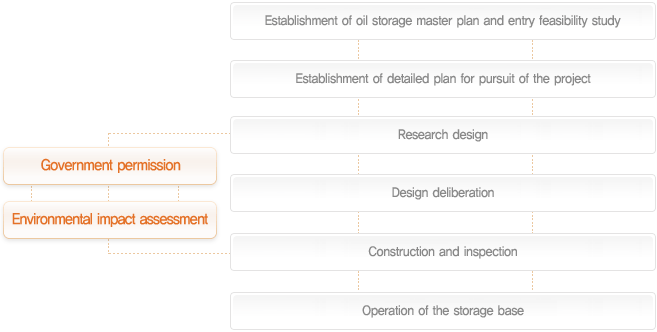 Establishment of oil storage master plan and entry feasibility study
Establishment of detailed plan for pursuit of the project
Research design
Government permission
Design deliberation
Environmental impact assessment
Construction and inspection
Operation of the storage base